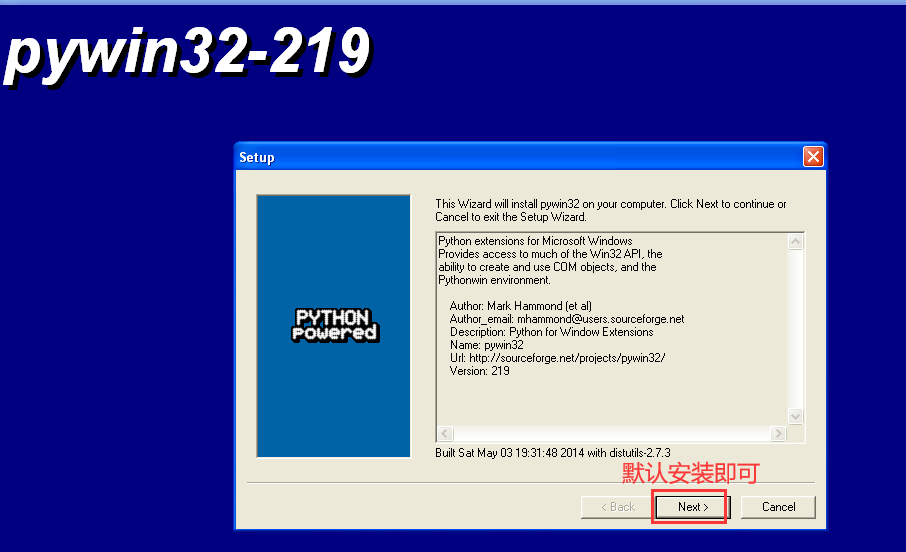 pywin32-219
Setup
This Wizard will install pywin32 on your computer. Click Next to continue or
Cancel to exit the Setup Wizard.
Python extensions for Microsoft Windows
Provides access to much of the Win32 API, the
ability to create and use COM objects, and the
Pythonwin environment.
Author: Mark Hammond (et al)
Author_email: mhammond@users.sourceforge.net
Description: Python for Window Extensions
Name: pywin32
Url: http://sourceforge.net/projects/pywin32/
Version: 219
PYTHON
powered
Built Sat May 03 19:31:48 2014 with distutils-2.7.3
默认安装即可
< Back
Next >
Cancel